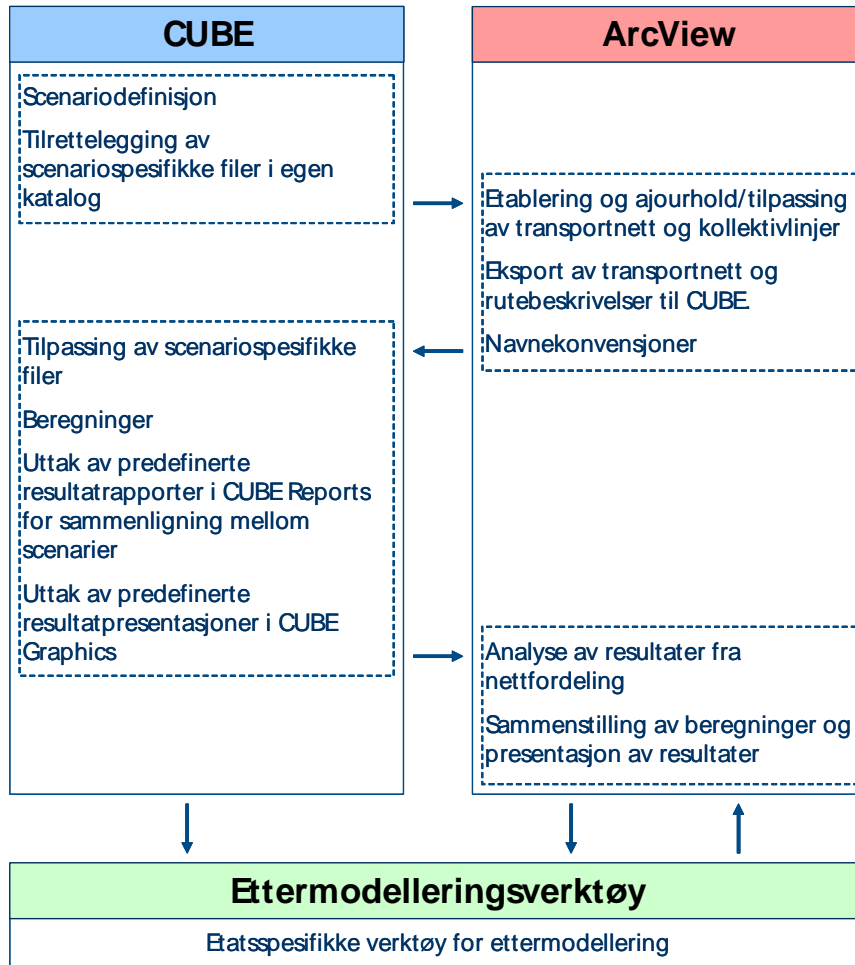 CUBE
Scenariodefinisjon
Tilrettelegging av
scenariospesifikke filer i egen
katalog
Tilpassing av scenariospesifikke
filer
Beregninger
Uttak av predefinerte
resultatrapporter i CUBE Reports
for sammenligning mellom
scenarier
Uttak av predefinerte
resultatpresentasjoner i CUBE
Graphics
ArcView
Etablering og ajourhold/tilpassing
av transportnett og kollektivlinjer
Eksport av transportnett og
rutebeskrivelser til CUBE.
Navnekonvensjoner
Analyse av resultater fra
nettfordeling
Sammenstilling av beregninger og
presentasjon av resultater
Ettermodelleringsverktøy
Etatsspesifikke verktøy for ettermodellering